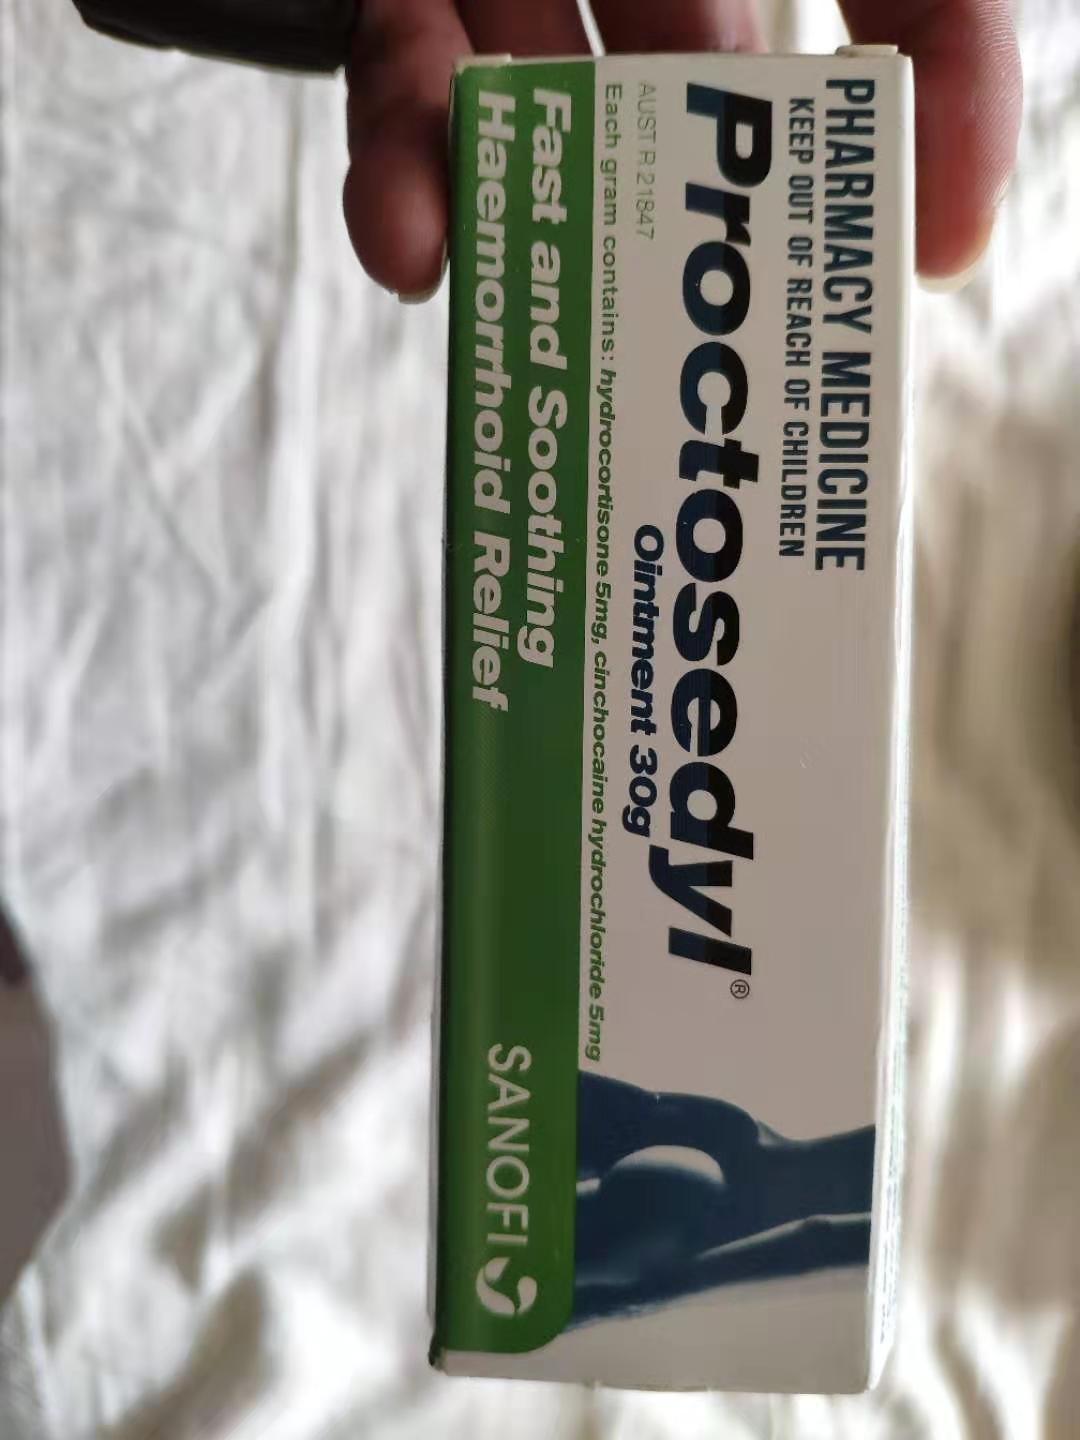 PHARMACY MEDICINE
KEEP OUT OF REACH OF CHILDREN
Proctosedyl®
Ointment 30g
AUST R 21847
Each gram contains: hydrocortisone 5mg, cinchocaine hydrochloride 5mg
Fast and Soothing
Haemorrhoid Relief
SANOFI